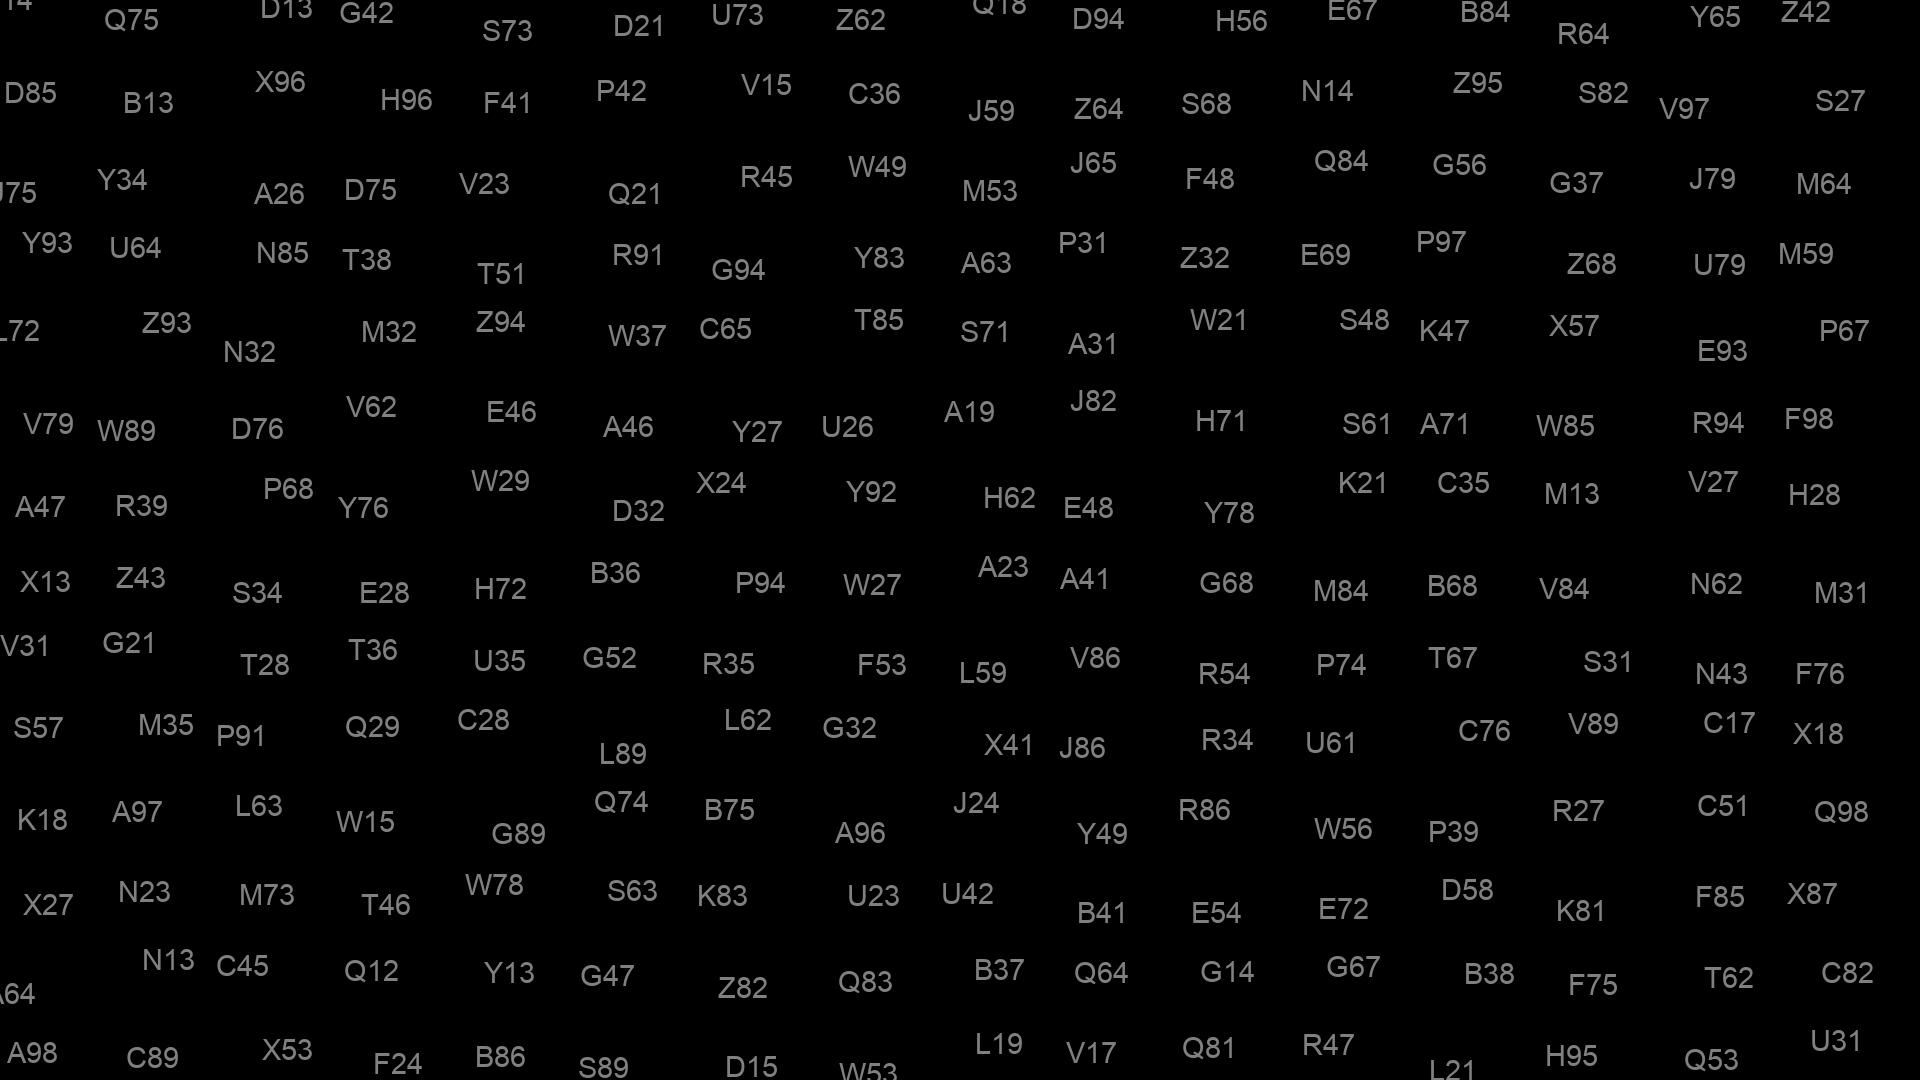 Q75 D13 G42 S73 D21 U73 Z62 Q18 D94 H56 E67 B84 R64 Y65 Z42
D85 B13 X96 H96 F41 P42 V15 C36 J59 Z64 S68 N14 Z95 S82 V97 S27
Y34 A26 D75 V23 Q21 R45 W49 M53 J65 F48 Q84 G56 G37 J79 M64
Y93 U64 N85 T38 T51 R91 G94 Y83 A63 P31 Z32 E69 P97 Z68 U79 M59
L72 Z93 N32 M32 Z94 W37 C65 T85 S71 A31 W21 S48 K47 X57 E93 P67
V79 W89 D76 V62 E46 A46 Y27 U26 A19 J82 H71 S61 A71 W85 R94 F98
A47 R39 P68 Y76 W29 D32 X24 Y92 H62 E48 Y78 K21 C35 M13 V27 H28
X13 Z43 S34 E28 H72 B36 P94 W27 A23 A41 G68 M84 B68 V84 N62 M31
V31 G21 T28 T36 U35 G52 R35 F53 L59 V86 R54 P74 T67 S31 N43 F76
S57 M35 P91 Q29 C28 L89 L62 G32 X41 J86 R34 U61 C76 V89 C17 X18
K18 A97 L63 W15 G89 Q74 B75 A96 J24 Y49 R86 W56 P39 R27 C51 Q98
X27 N23 M73 T46 W78 S63 K83 U23 U42 B41 E54 E72 D58 K81 F85 X87
A64 N13 C45 Q12 Y13 G47 Z82 Q83 B37 Q64 G14 G67 B38 F75 T62 C82
A98 C89 X53 F24 B86 S89 D15 W53 L19 V17 Q81 R47 L21 H95 Q53 U31